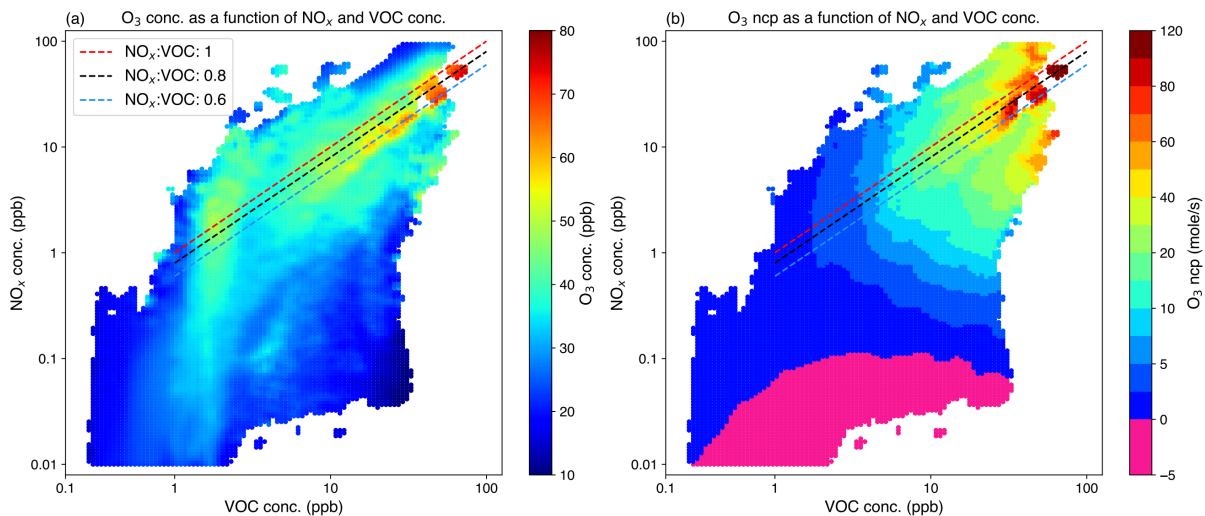 (a) O₃ conc. as a function of NOₓ and VOC conc.
NOₓ:VOC: 1
NOₓ:VOC: 0.8
NOₓ:VOC: 0.6
100
10
1
0.1
0.01
NOₓ conc. (ppb)
0.1 1 10 100
VOC conc. (ppb)
80
70
60
50
40
30
20
10
O₃ conc. (ppb)
(b) O₃ ncp as a function of NOₓ and VOC conc.
100
10
1
0.1
0.01
NOₓ conc. (ppb)
0.1 1 10 100
VOC conc. (ppb)
120
80
60
40
20
10
5
0
−5
O₃ ncp (mole/s)